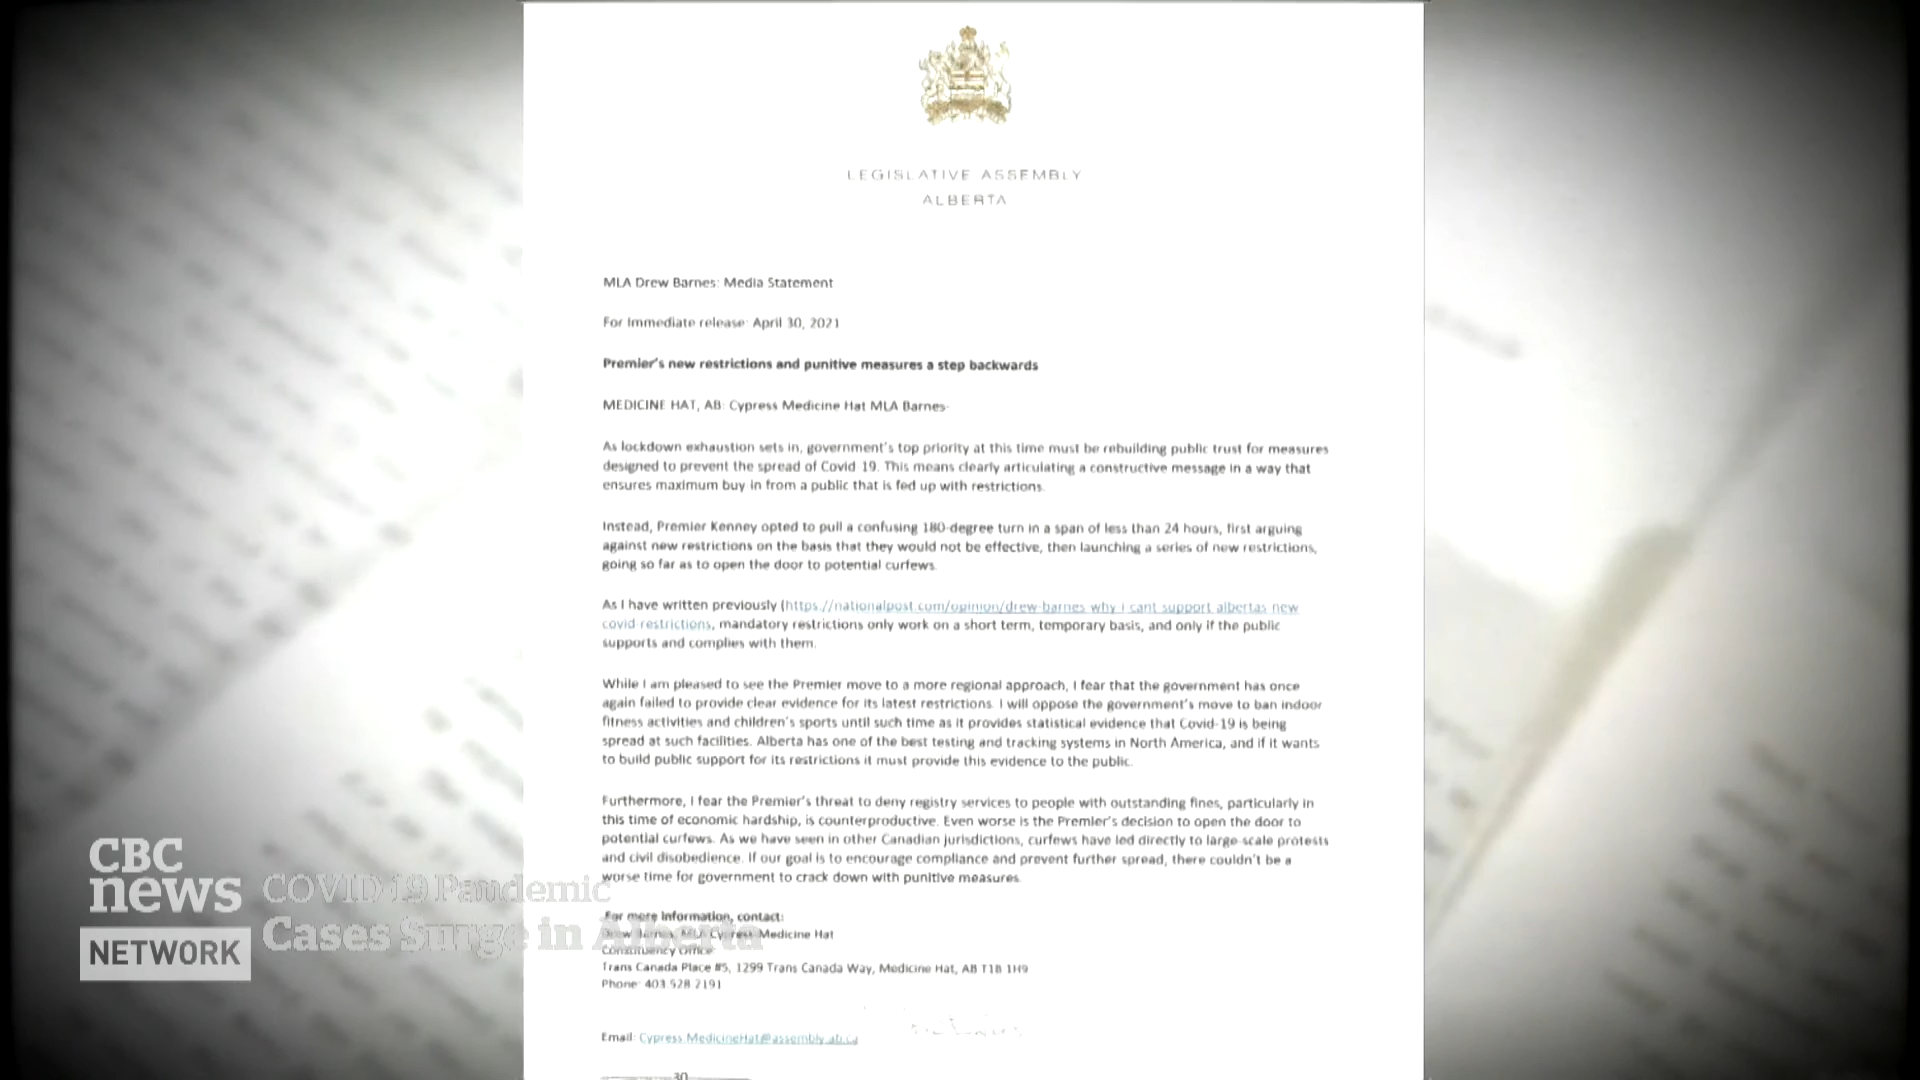 LEGISLATIVE ASSEMBLY
ALBERTA
MLA Drew Barnes: Media Statement
For Immediate release: April 30, 2021
Premier's new restrictions and punitive measures a step backwards
MEDICINE HAT, AB: Cypress Medicine Hat MLA Barnes-
As lockdown exhaustion sets in, government's top priority at this time must be rebuilding public trust for measures
designed to prevent the spread of Covid 19. This means clearly articulating a constructive message in a way that
ensures maximum buy in from a public that is fed up with restrictions.
Instead, Premier Kenney opted to pull a confusing 180-degree turn in a span of less than 24 hours, first arguing
against new restrictions on the basis that they would not be effective, then launching a series of new restrictions,
going so far as to open the door to potential curfews.
As I have written previously (https://nationalpost.com/opinion/drew-barnes-why-i-cant-support-albertas-new
covid-restrictions, mandatory restrictions only work on a short term, temporary basis, and only if the public
supports and complies with them.
While I am pleased to see the Premier move to a more regional approach, I fear that the government has once
again failed to provide clear evidence for its latest restrictions. I will oppose the government's move to ban indoor
fitness activities and children's sports until such time as it provides statistical evidence that Covid-19 is being
spread at such facilities. Alberta has one of the best testing and tracking systems in North America, and if it wants
to build public support for its restrictions it must provide this evidence to the public.
Furthermore, I fear the Premier's threat to deny registry services to people with outstanding fines, particularly in
this time of economic hardship, is counterproductive. Even worse is the Premier's decision to open the door to
potential curfews. As we have seen in other Canadian jurisdictions, curfews have led directly to large-scale protests
and civil disobedience. If our goal is to encourage compliance and prevent further spread, there couldn't be a
worse time for government to crack down with punitive measures.
For more information, contact:
Drew Barnes, MLA Cypress Medicine Hat
Constituency Office
Trans Canada Place #5, 1299 Trans Canada Way, Medicine Hat, AB T1B 1H9
Phone: 403 528 2191
Email: Cypress.MedicineHat@assembly.ab.ca
30
CBC
news
NETWORK
COVID-19 Pandemic
Cases Surge in Alberta